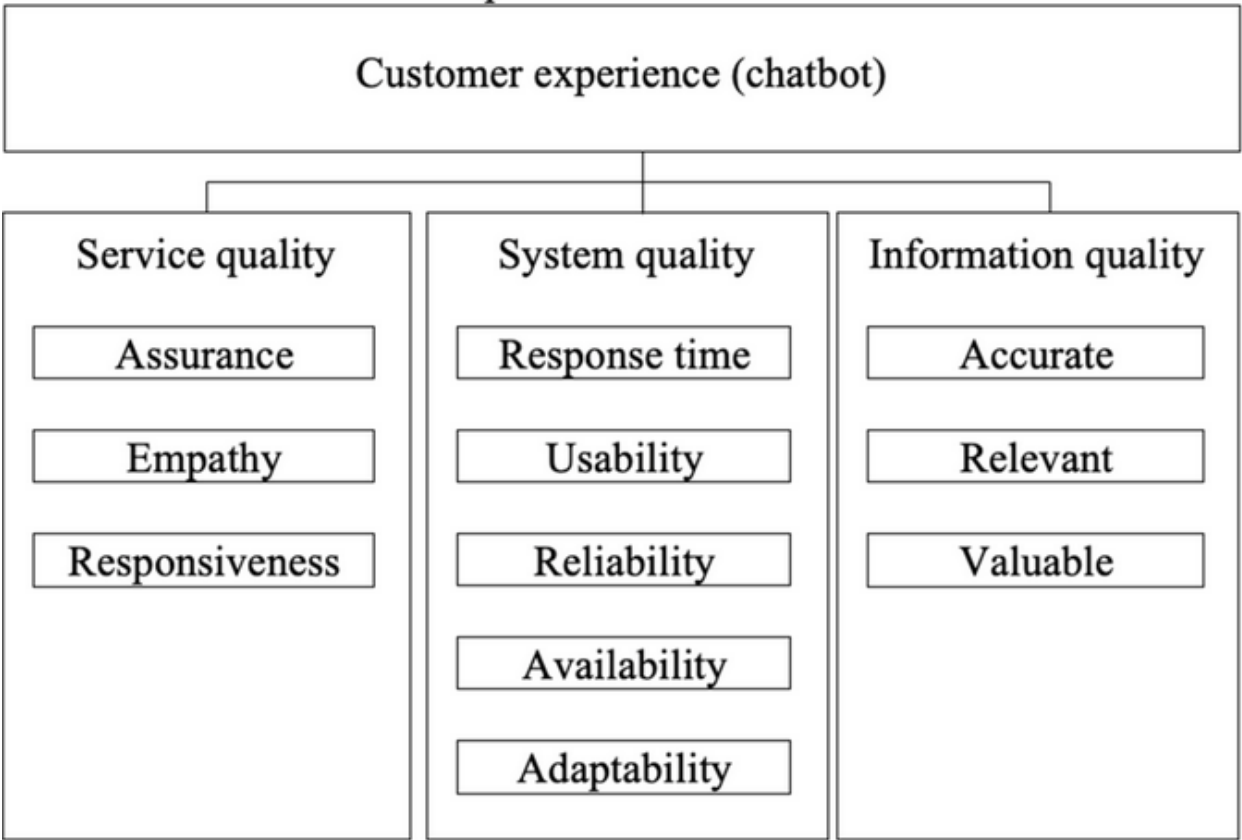 Customer experience (chatbot)
Service quality
Assurance
Empathy
Responsiveness
System quality
Response time
Usability
Reliability
Availability
Adaptability
Information quality
Accurate
Relevant
Valuable